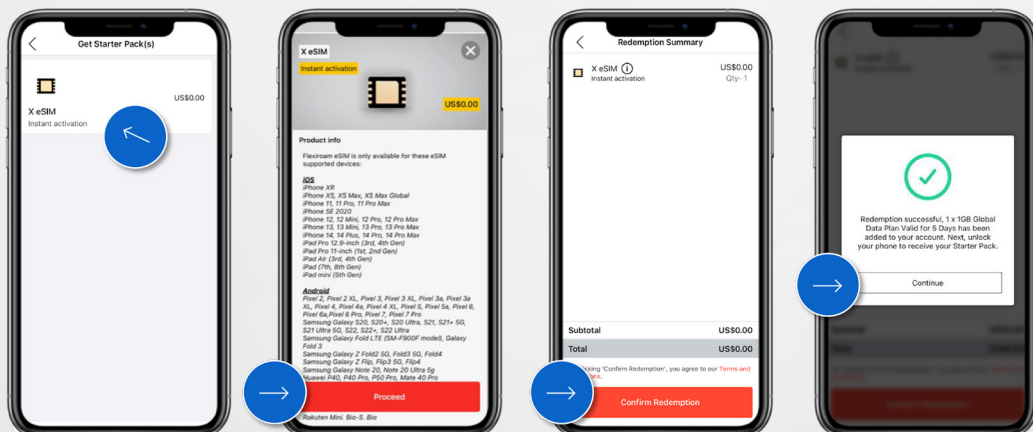 Get Starter Pack(s)
US$0.00
X eSIM
Instant activation
X eSIM
Instant activation
US$0.00
Product info
Flexiroam eSIM is only available for these eSIM
supported devices:
iOS
iPhone XR
iPhone XS, XS Max, XS Max Global
iPhone 11, 11 Pro, 11 Pro Max
iPhone SE 2020
iPhone 12, 12 Mini, 12 Pro, 12 Pro Max
iPhone 13, 13 Mini, 13 Pro, 13 Pro Max
iPhone 14, 14 Plus, 14 Pro, 14 Pro Max
iPad Pro 12.9-inch (3rd, 4th Gen)
iPad Pro 11-inch (1st, 2nd Gen)
iPad Air (3rd, 4th Gen)
iPad (7th, 8th Gen)
iPad mini (5th Gen)
Android
Pixel 2, Pixel 2 XL, Pixel 3, Pixel 3 XL, Pixel 3a, Pixel 3a
XL, Pixel 4, Pixel 4a, Pixel 4 XL, Pixel 5, Pixel 5a, Pixel 6,
Pixel 6a,Pixel 6 Pro, Pixel 7, Pixel 7 Pro
Samsung Galaxy S20, S20+, S20 Ultra, S21, S21+ 5G,
S21 Ultra 5G, S22, S22+, S22 Ultra
Samsung Galaxy Fold LTE (SM-F900F model), Galaxy
Fold 3
Samsung Galaxy Z Fold2 5G, Fold3 5G, Fold4
Samsung Galaxy Z Flip, Flip3 5G, Flip4
Samsung Galaxy Note 20, Note 20 Ultra 5g
Huawei P40, P40 Pro, P50 Pro, Mate 40 Pro
Proceed
Rakuten Mini, Big-S, Big
Redemption Summary
X eSIM
US$0.00
Instant activation
Qty- 1
Subtotal US$0.00
Total US$0.00
'Confirm Redemption', you agree to our Terms and
Confirm Redemption
Redemption successful, 1 x 1GB Global
Data Plan Valid for 5 Days has been
added to your account. Next, unlock
your phone to receive your Starter Pack.
Continue